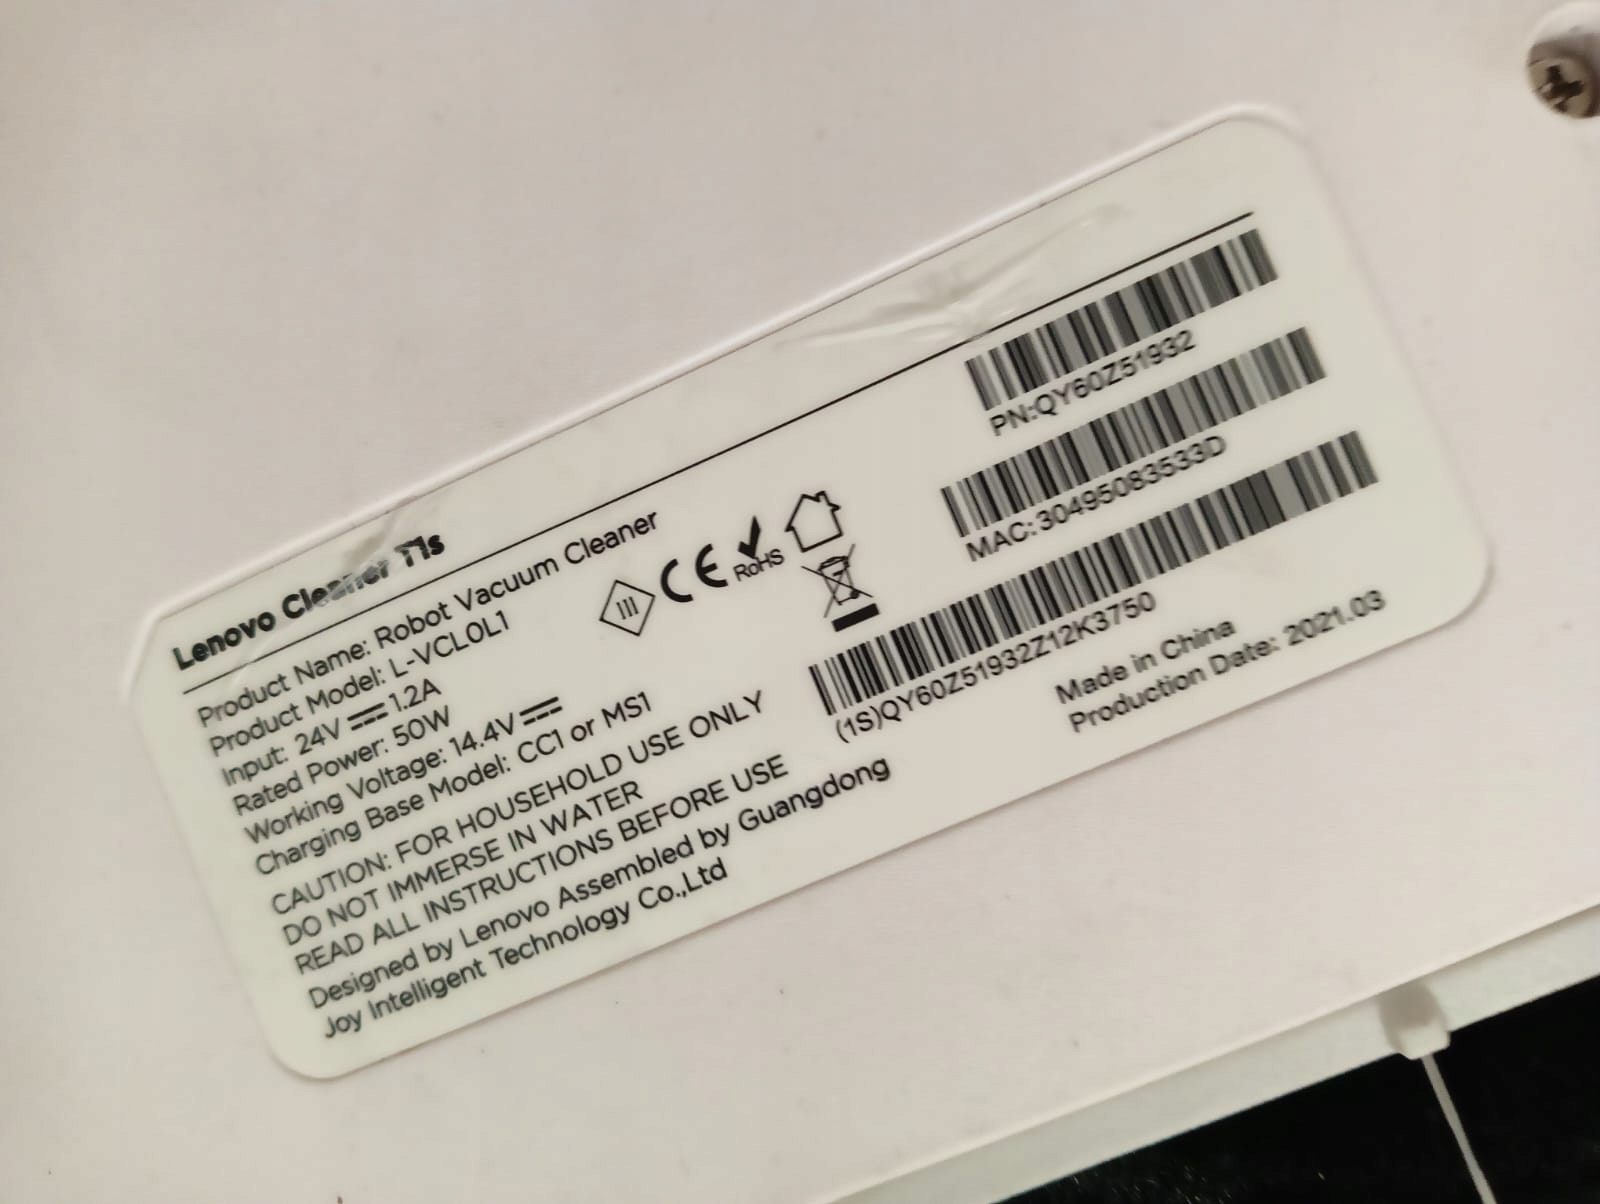 Lenovo Cleaner T1s
Product Name: Robot Vacuum Cleaner
Product Model: L-VCL0L1
Input: 24V 1.2A
Rated Power: 50W
Working Voltage: 14.4V
Charging Base Model: CC1 or MS1
CAUTION: FOR HOUSEHOLD USE ONLY
DO NOT IMMERSE IN WATER
READ ALL INSTRUCTIONS BEFORE USE
Designed by Lenovo Assembled by Guangdong
Joy Intelligent Technology Co.,Ltd
III
CE
RoHS
PN:QY60Z51932
MAC:30495083533D
(1S)QY60Z51932Z12K3750
Made in China
Production Date: 2021.03